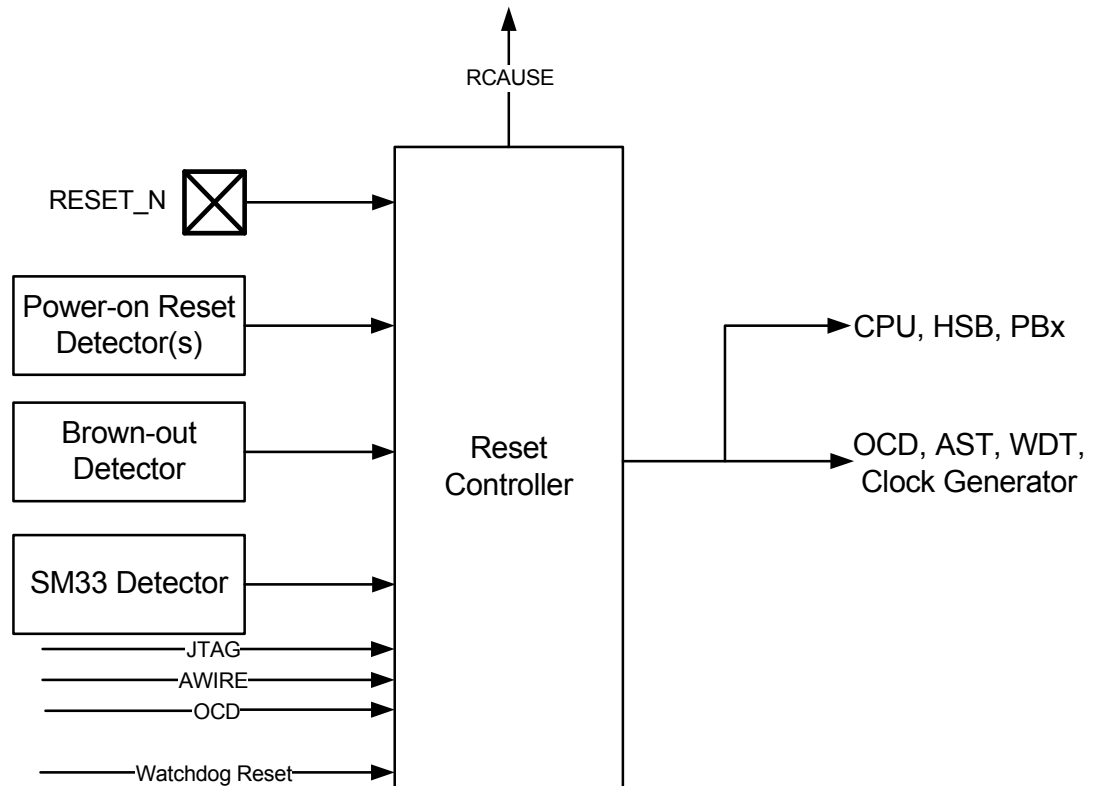 RCAUSE
RESET_N
Power-on Reset
Detector(s)
Brown-out
Detector
SM33 Detector
JTAG
AWIRE
OCD
Watchdog Reset
Reset
Controller
CPU, HSB, PBx
OCD, AST, WDT,
Clock Generator